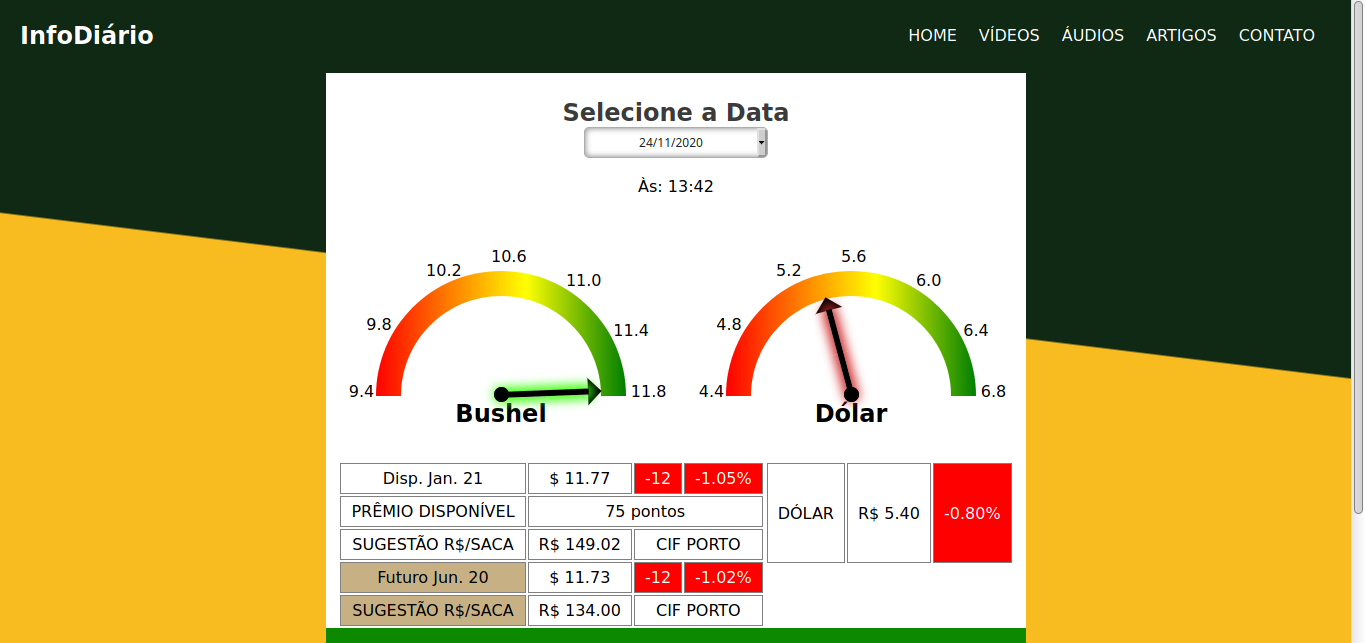 InfoDiário
HOME VÍDEOS ÁUDIOS ARTIGOS CONTATO
Selecione a Data
24/11/2020
Às: 13:42
9.4 9.8 10.2 10.6 11.0 11.4 11.8
Bushel
4.4 4.8 5.2 5.6 6.0 6.4 6.8
Dólar
Disp. Jan. 21 $ 11.77 -12 -1.05%
PRÊMIO DISPONÍVEL 75 pontos
SUGESTÃO R$/SACA R$ 149.02 CIF PORTO
Futuro Jun. 20 $ 11.73 -12 -1.02%
SUGESTÃO R$/SACA R$ 134.00 CIF PORTO
DÓLAR R$ 5.40 -0.80%